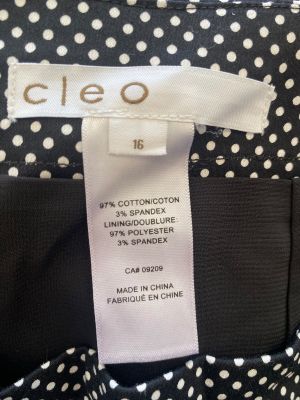 cleo
16
97% COTTON/COTON
3% SPANDEX
LINING/DOUBLURE:
97% POLYESTER
3% SPANDEX
CA# 09209
MADE IN CHINA
FABRIQUÉ EN CHINE